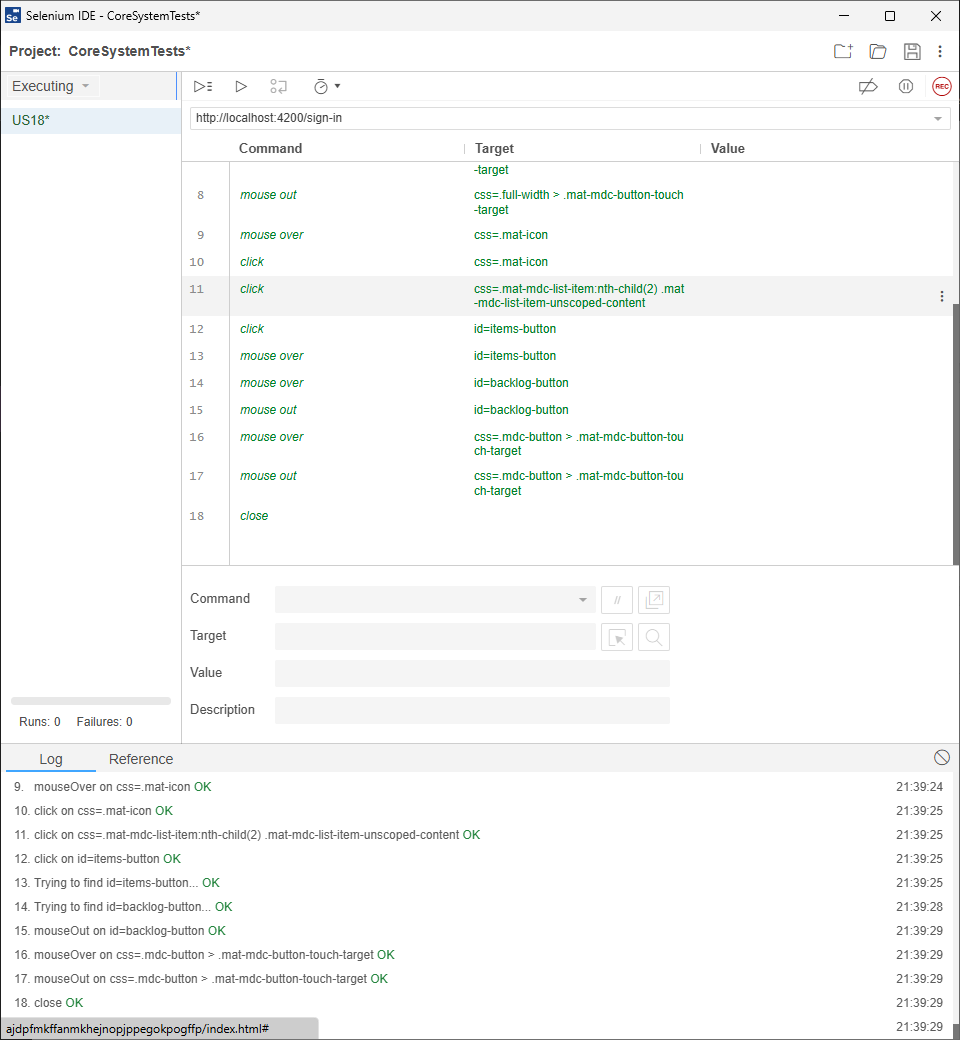 Selenium IDE - CoreSystemTests*
Project: CoreSystemTests*
Executing
US18*
http://localhost:4200/sign-in
Command Target Value
-target
8 mouse out css=.full-width > .mat-mdc-button-touch
-target
9 mouse over css=.mat-icon
10 click css=.mat-icon
11 click css=.mat-mdc-list-item:nth-child(2) .mat
-mdc-list-item-unscoped-content
12 click id=items-button
13 mouse over id=items-button
14 mouse over id=backlog-button
15 mouse out id=backlog-button
16 mouse over css=.mdc-button > .mat-mdc-button-tou
ch-target
17 mouse out css=.mdc-button > .mat-mdc-button-tou
ch-target
18 close
Command //
Target
Value
Description
Runs: 0 Failures: 0
Log Reference
9. mouseOver on css=.mat-icon OK 21:39:24
10. click on css=.mat-icon OK 21:39:25
11. click on css=.mat-mdc-list-item:nth-child(2) .mat-mdc-list-item-unscoped-content OK 21:39:25
12. click on id=items-button OK 21:39:25
13. Trying to find id=items-button... OK 21:39:25
14. Trying to find id=backlog-button... OK 21:39:28
15. mouseOut on id=backlog-button OK 21:39:29
16. mouseOver on css=.mdc-button > .mat-mdc-button-touch-target OK 21:39:29
17. mouseOut on css=.mdc-button > .mat-mdc-button-touch-target OK 21:39:29
18. close OK 21:39:29
ajdpfmkffanmkhejnopjppegokpogffp/index.html# 21:39:29
Se
REC